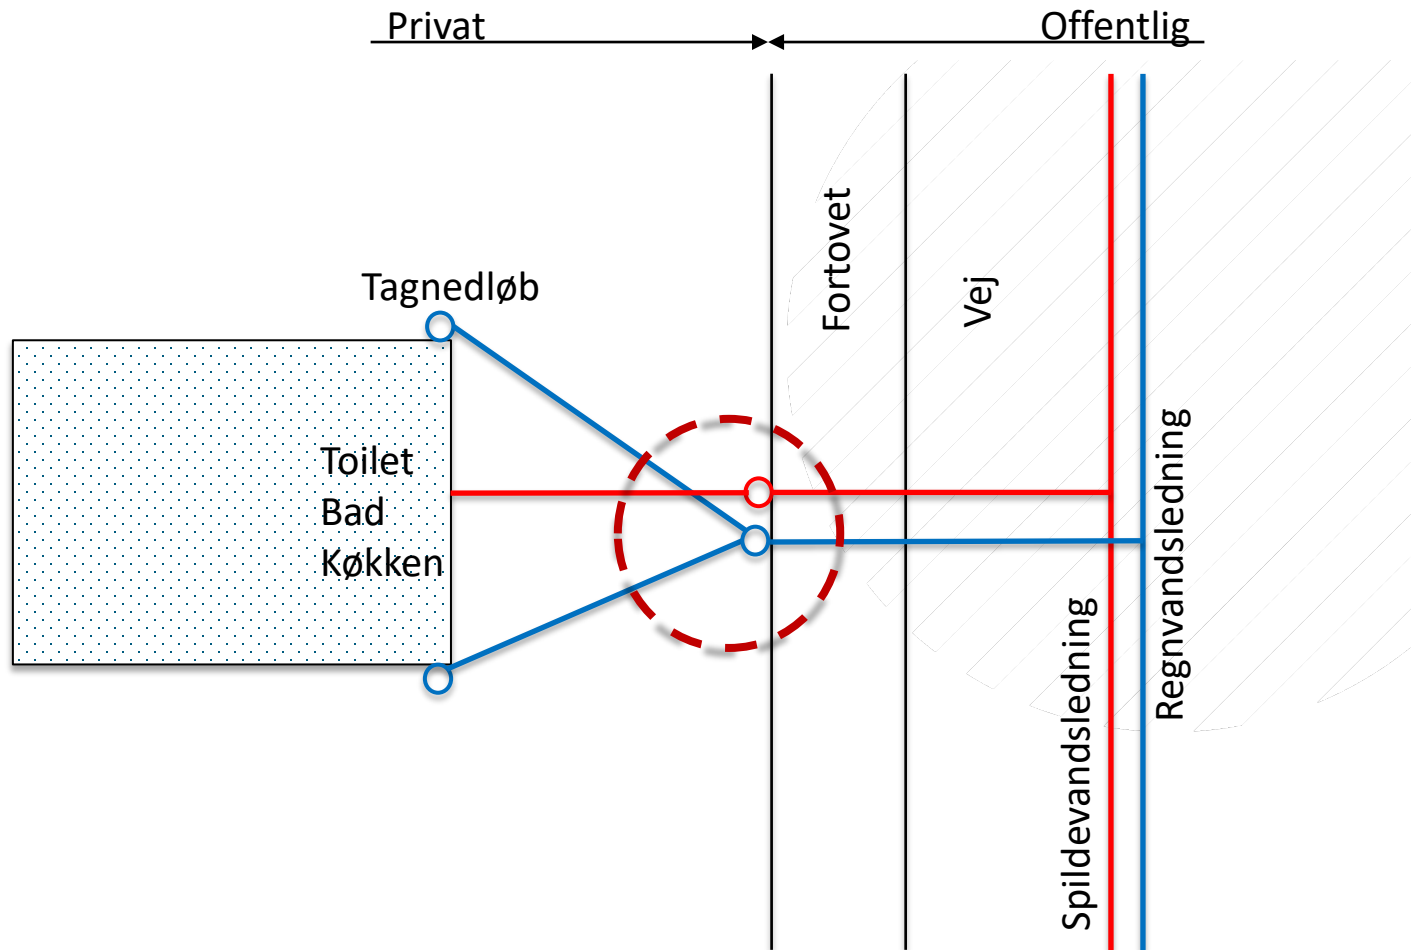 Privat
Offentlig
Fortovet
Vej
Tagnedløb
Toilet
Bad
Køkken
Regnvandsledning
Spildevandsledning